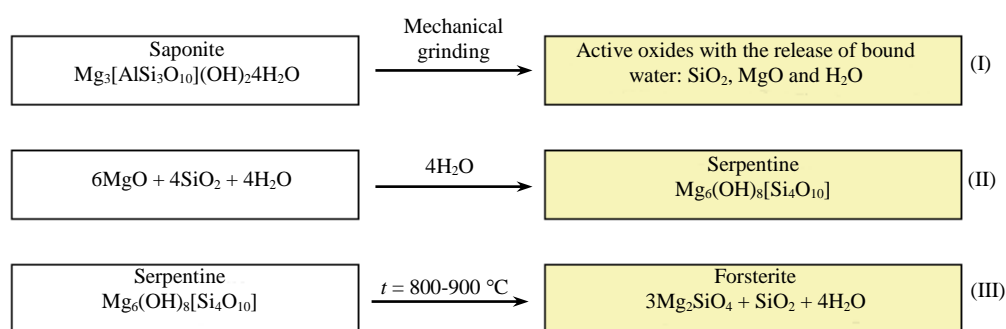 Saponite
Mg₃[AlSi₃O₁₀](OH)₂4H₂O
Mechanical
grinding
Active oxides with the release of bound
water: SiO₂, MgO and H₂O
(I)
6MgO + 4SiO₂ + 4H₂O
4H₂O
Serpentine
Mg₆(OH)₈[Si₄O₁₀]
(II)
Serpentine
Mg₆(OH)₈[Si₄O₁₀]
t = 800-900 °C
Forsterite
3Mg₂SiO₄ + SiO₂ + 4H₂O
(III)